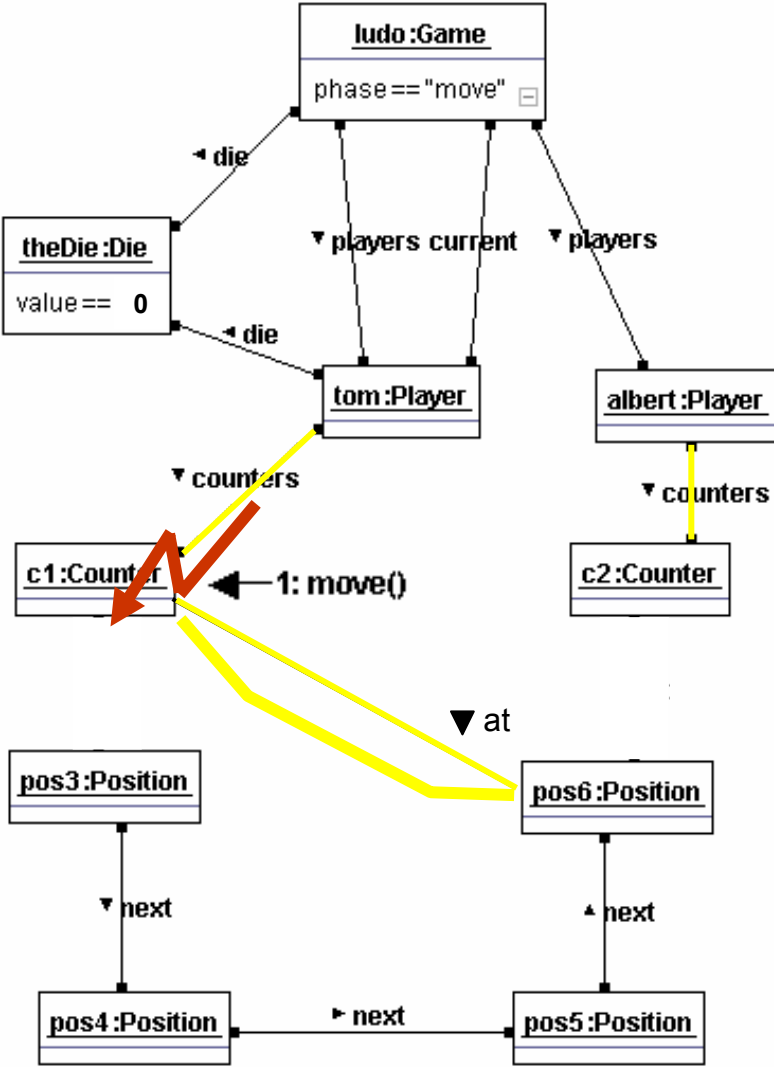 ludo :Game
phase == "move"
die
players current
players
theDie :Die
value == 0
die
tom :Player
albert :Player
counters
counters
c1 :Counter
1: move()
c2 :Counter
at
pos3 :Position
pos6 :Position
next
next
pos4 :Position
next
pos5 :Position